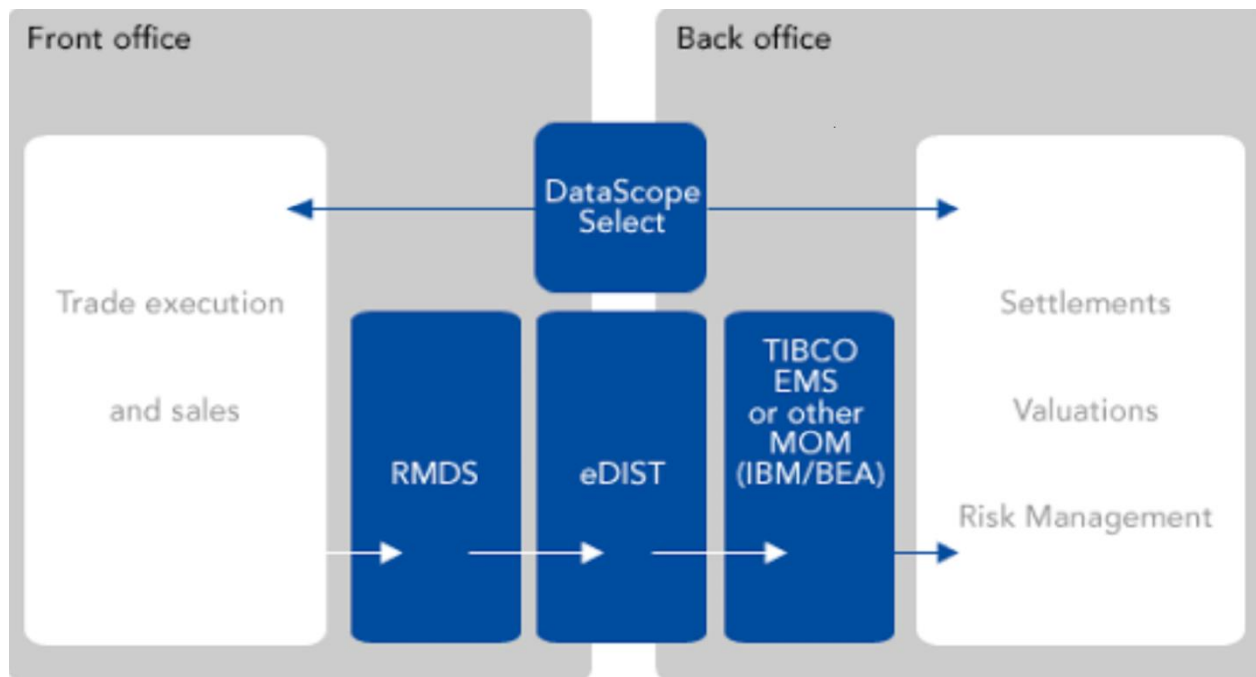 Front office
Back office
DataScope
Select
Trade execution
and sales
RMDS
eDIST
TIBCO
EMS
or other
MOM
(IBM/BEA)
Settlements
Valuations
Risk Management